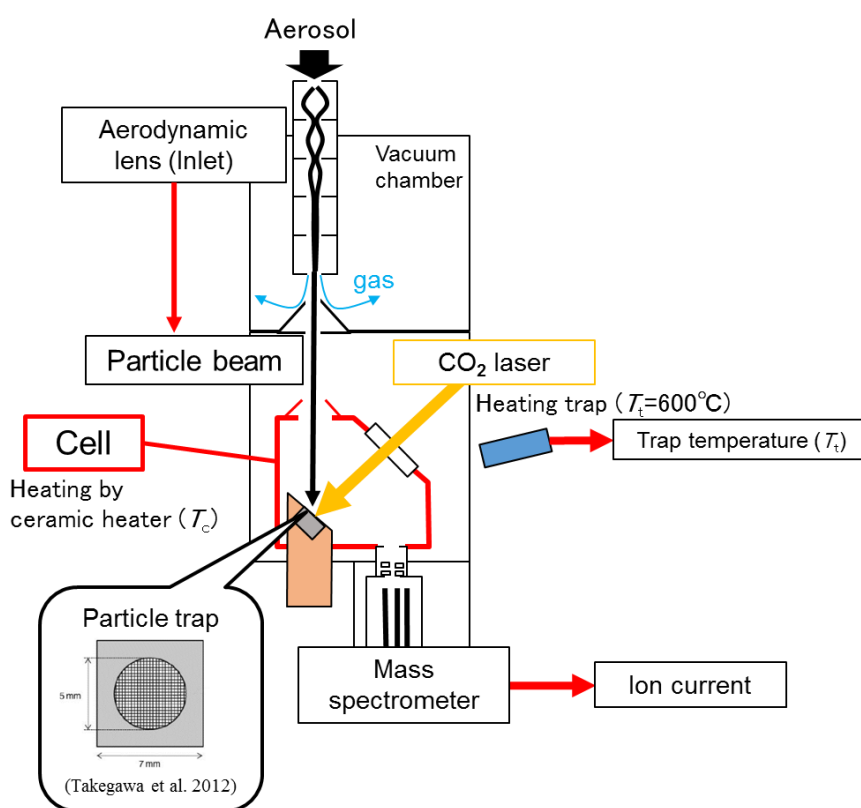 Aerosol
Aerodynamic
lens (Inlet)
Vacuum
chamber
gas
Particle beam
CO₂ laser
Heating trap (Tt=600℃)
Trap temperature (Tt)
Cell
Heating by
ceramic heater (Tc)
Particle trap
5 mm
7 mm
(Takegawa et al. 2012)
Mass
spectrometer
Ion current